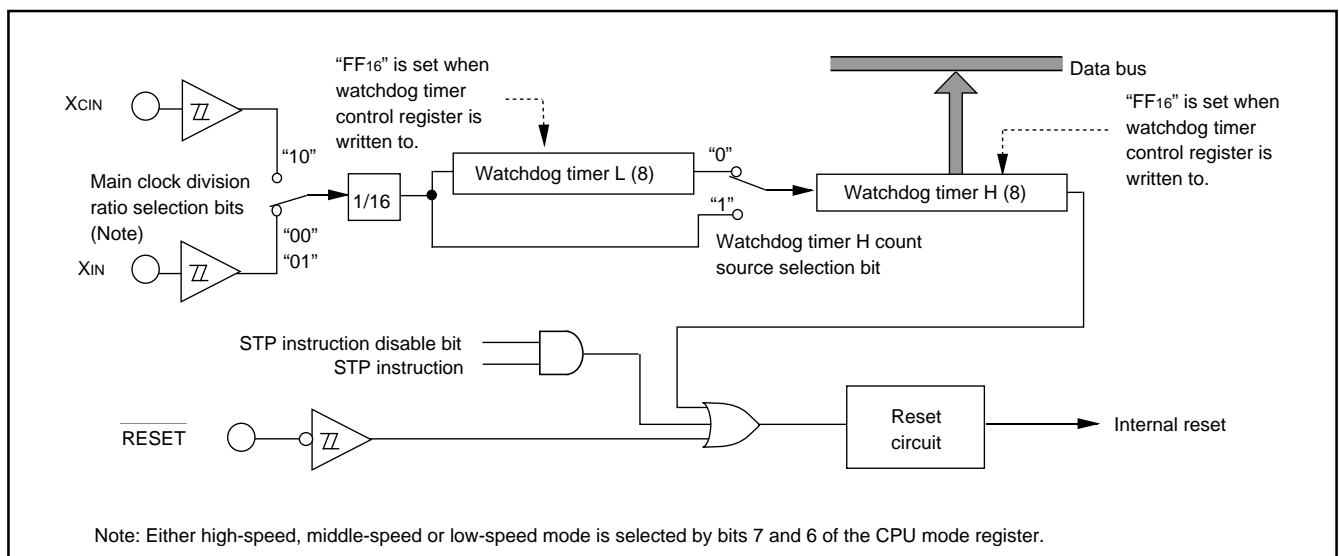 “FF16” is set when
watchdog timer
control register is
written to.
Data bus
“FF16” is set when
watchdog timer
control register is
written to.
XCIN
“10”
Main clock division
ratio selection bits
(Note)
“00”
“01”
XIN
1/16
Watchdog timer L (8)
“0”
“1”
Watchdog timer H count
source selection bit
Watchdog timer H (8)
STP instruction disable bit
STP instruction
RESET
Reset
circuit
Internal reset
Note: Either high-speed, middle-speed or low-speed mode is selected by bits 7 and 6 of the CPU mode register.